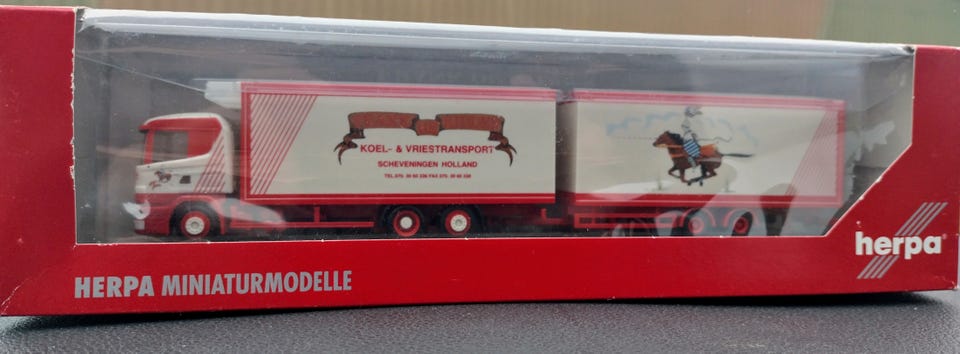 KOEL- & VRIESTRANSPORT
SCHEVENINGEN HOLLAND
HERPA MINIATURMODELLE
herpa